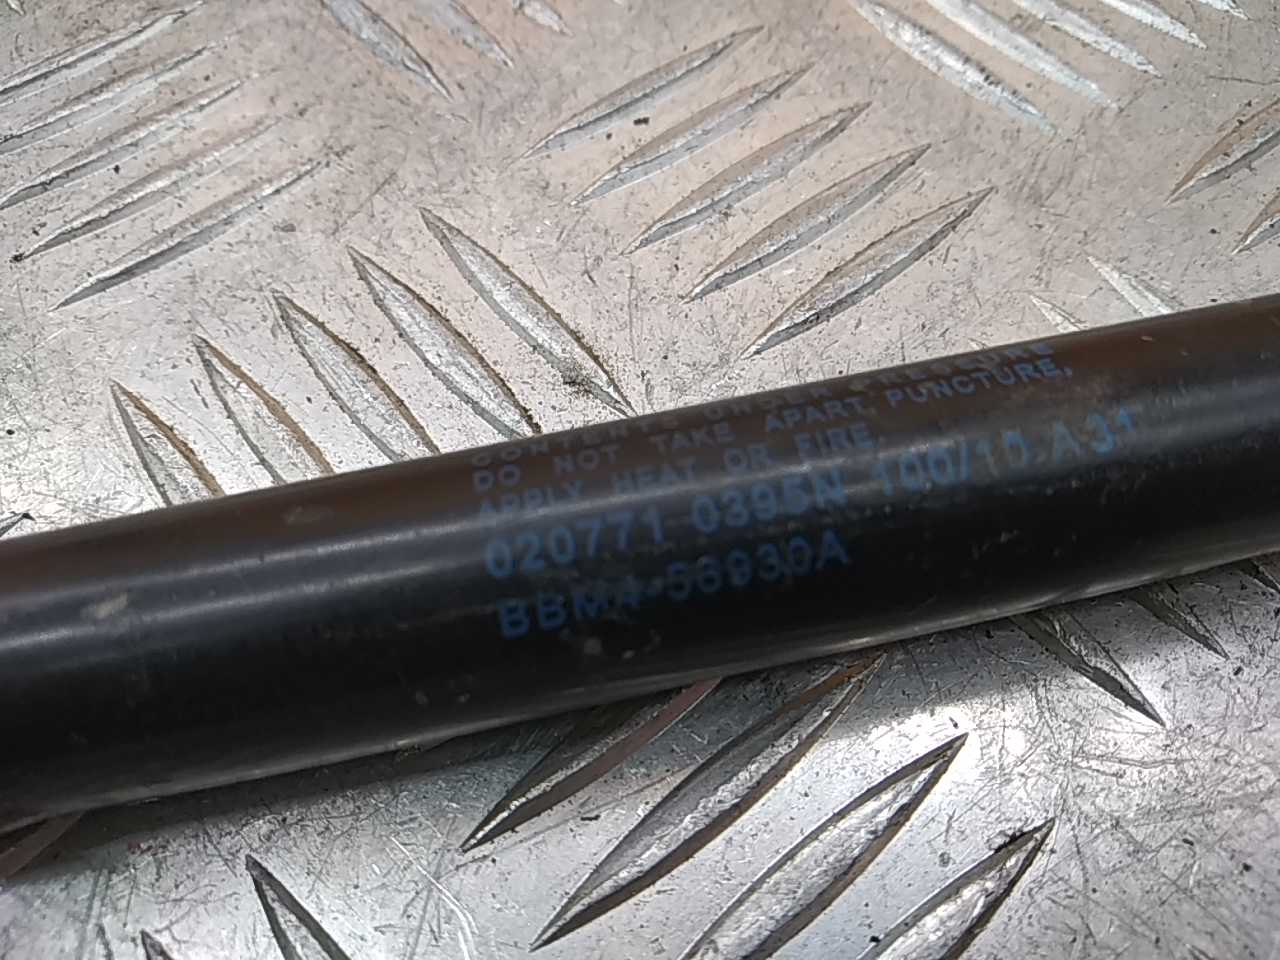 CONTENTS UNDER PRESSURE
DO NOT TAKE APART, PUNCTURE,
APPLY HEAT OR FIRE.
020771 0395N 100/10 A31
BBM4-56930A